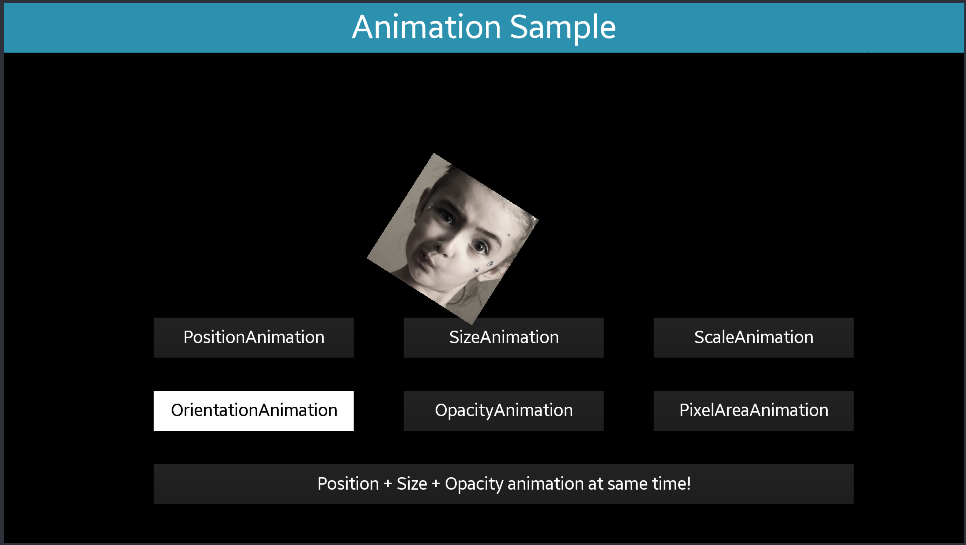 Animation Sample
PositionAnimation
SizeAnimation
ScaleAnimation
OrientationAnimation
OpacityAnimation
PixelAreaAnimation
Position + Size + Opacity animation at same time!